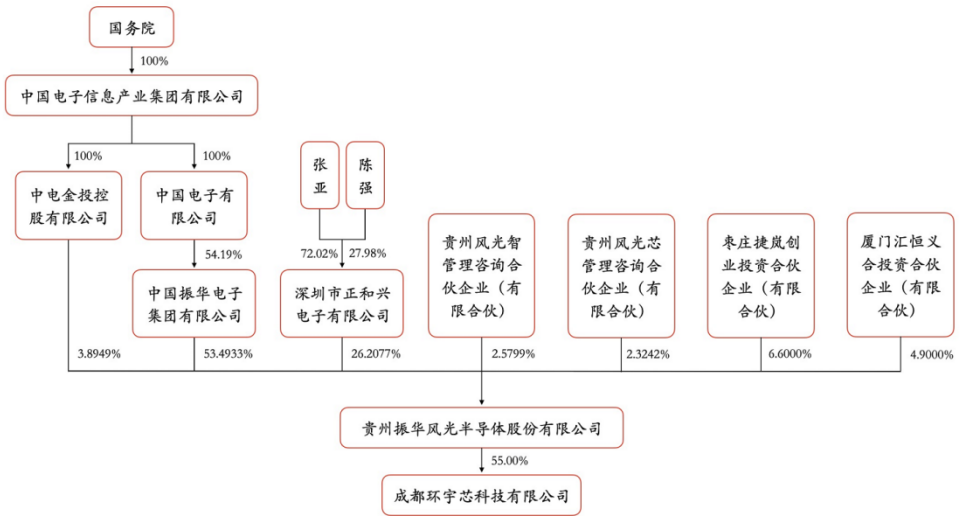 国务院
100%
中国电子信息产业集团有限公司
100%
100%
中电金投控
股有限公司
中国电子有
限公司
张
亚
陈
强
54.19%
72.02%
27.98%
中国振华电子
集团有限公司
深圳市正和兴
电子有限公司
贵州风光智
管理咨询合
伙企业（有
限合伙）
贵州风光芯
管理咨询合
伙企业（有
限合伙）
枣庄捷岚创
业投资合伙
企业（有限
合伙）
厦门汇恒义
合投资合伙
企业（有限
合伙）
3.8949%
53.4933%
26.2077%
2.5799%
2.3242%
6.6000%
4.9000%
贵州振华风光半导体股份有限公司
55.00%
成都环宇芯科技有限公司